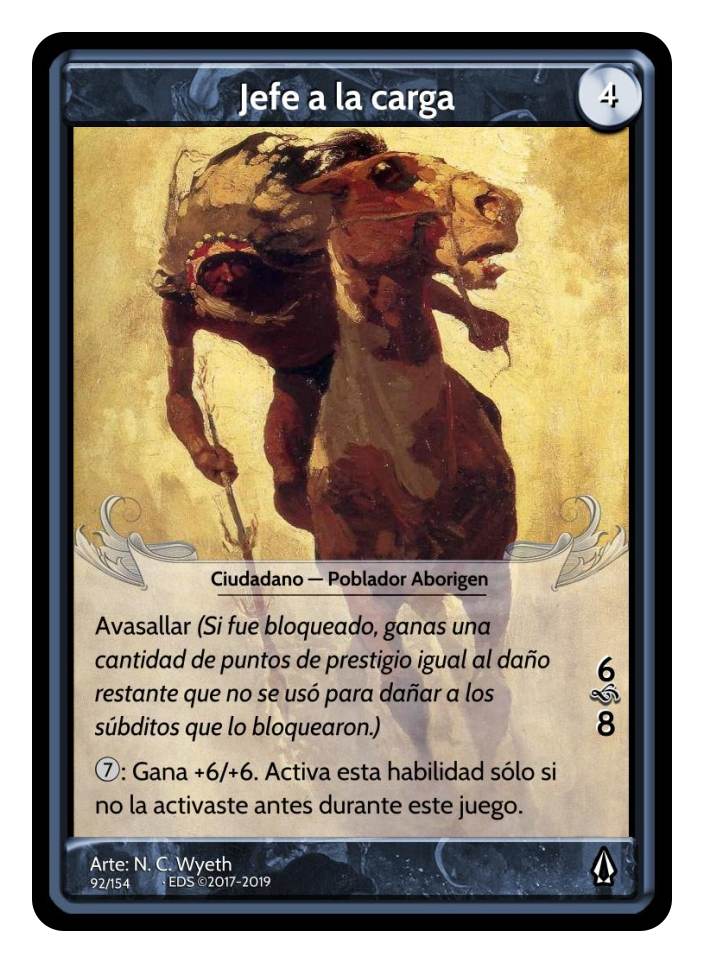 Jefe a la carga
4
Ciudadano — Poblador Aborigen
Avasallar (Si fue bloqueado, ganas una
cantidad de puntos de prestigio igual al daño
restante que no se usó para dañar a los
súbditos que lo bloquearon.)
6
8
7: Gana +6/+6. Activa esta habilidad sólo si
no la activaste antes durante este juego.
Arte: N. C. Wyeth
92/154 · EDS ©2017-2019